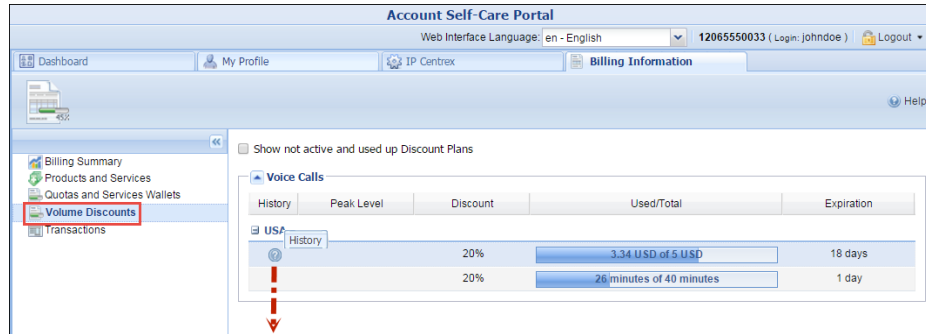 Account Self-Care Portal
Web Interface Language: en - English 12065550033 ( Login: johndoe ) Logout
Dashboard My Profile IP Centrex Billing Information
45%
Help
Billing Summary
Products and Services
Quotas and Services Wallets
Volume Discounts
Transactions
Show not active and used up Discount Plans
Voice Calls
History Peak Level Discount Used/Total Expiration
USA
History
20% 3.34 USD of 5 USD 18 days
20% 26 minutes of 40 minutes 1 day